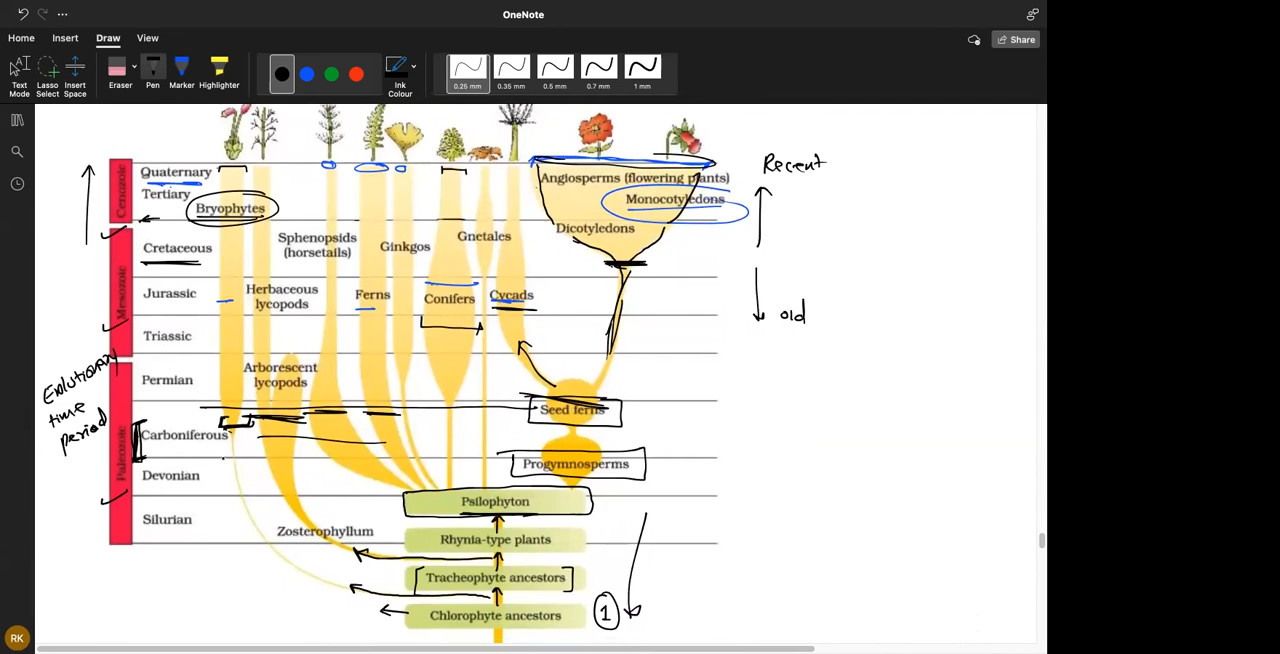 OneNote
Home Insert Draw View
Share
Text Mode
Lasso Select
Insert Space
Eraser
Pen
Marker
Highlighter
Ink Colour
0.25 mm
0.35 mm
0.5 mm
0.7 mm
1 mm
Cenozoic
Quaternary
Tertiary
Bryophytes
Angiosperms (flowering plants)
Monocotyledons
Dicotyledons
Recent
Mesozoic
Cretaceous
Sphenopsids
(horsetails)
Ginkgos
Gnetales
Jurassic
Herbaceous
lycopods
Ferns
Conifers
Cycads
old
Triassic
Evolutionary
time
period
Paleozoic
Permian
Arborescent
lycopods
Seed ferns
Carboniferous
Progymnosperms
Devonian
Psilophyton
Silurian
Zosterophyllum
Rhynia-type plants
Tracheophyte ancestors
Chlorophyte ancestors
1
RK